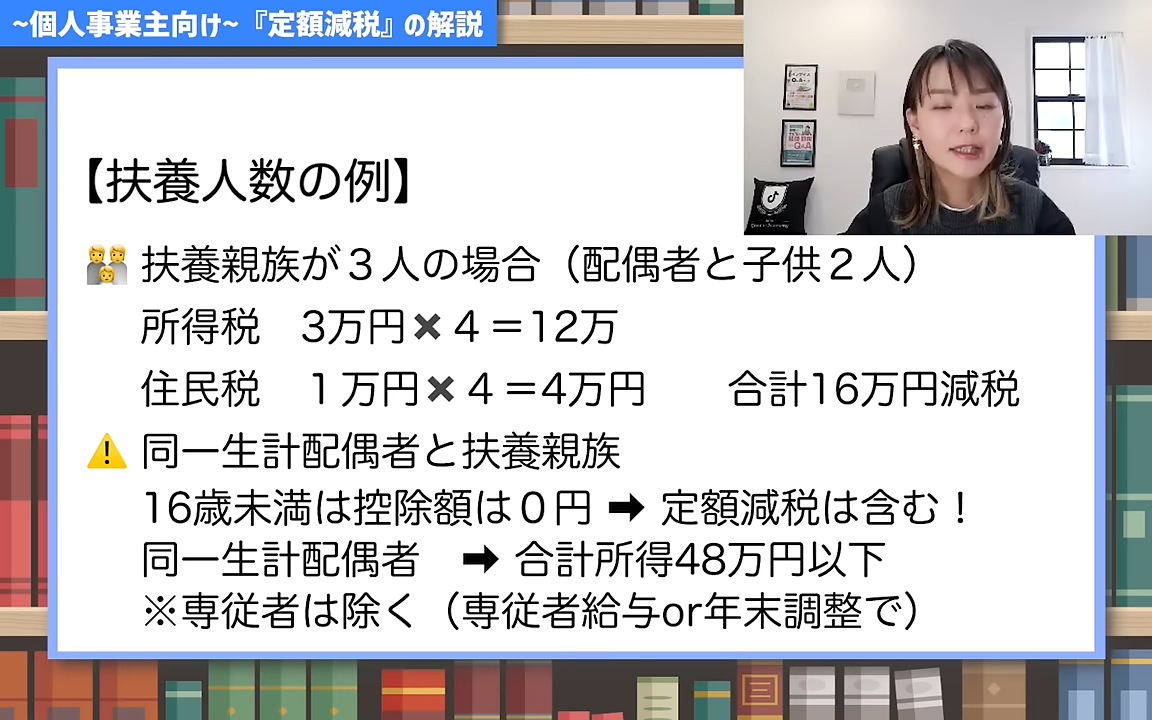 ~個人事業主向け~『定額減税』の解説
【扶養人数の例】
扶養親族が３人の場合（配偶者と子供２人）
所得税　3万円✖４＝12万
住民税　１万円✖４＝4万円　　合計16万円減税
同一生計配偶者と扶養親族
16歳未満は控除額は０円 ➡ 定額減税は含む！
同一生計配偶者　➡ 合計所得48万円以下
※専従者は除く（専従者給与or年末調整で）